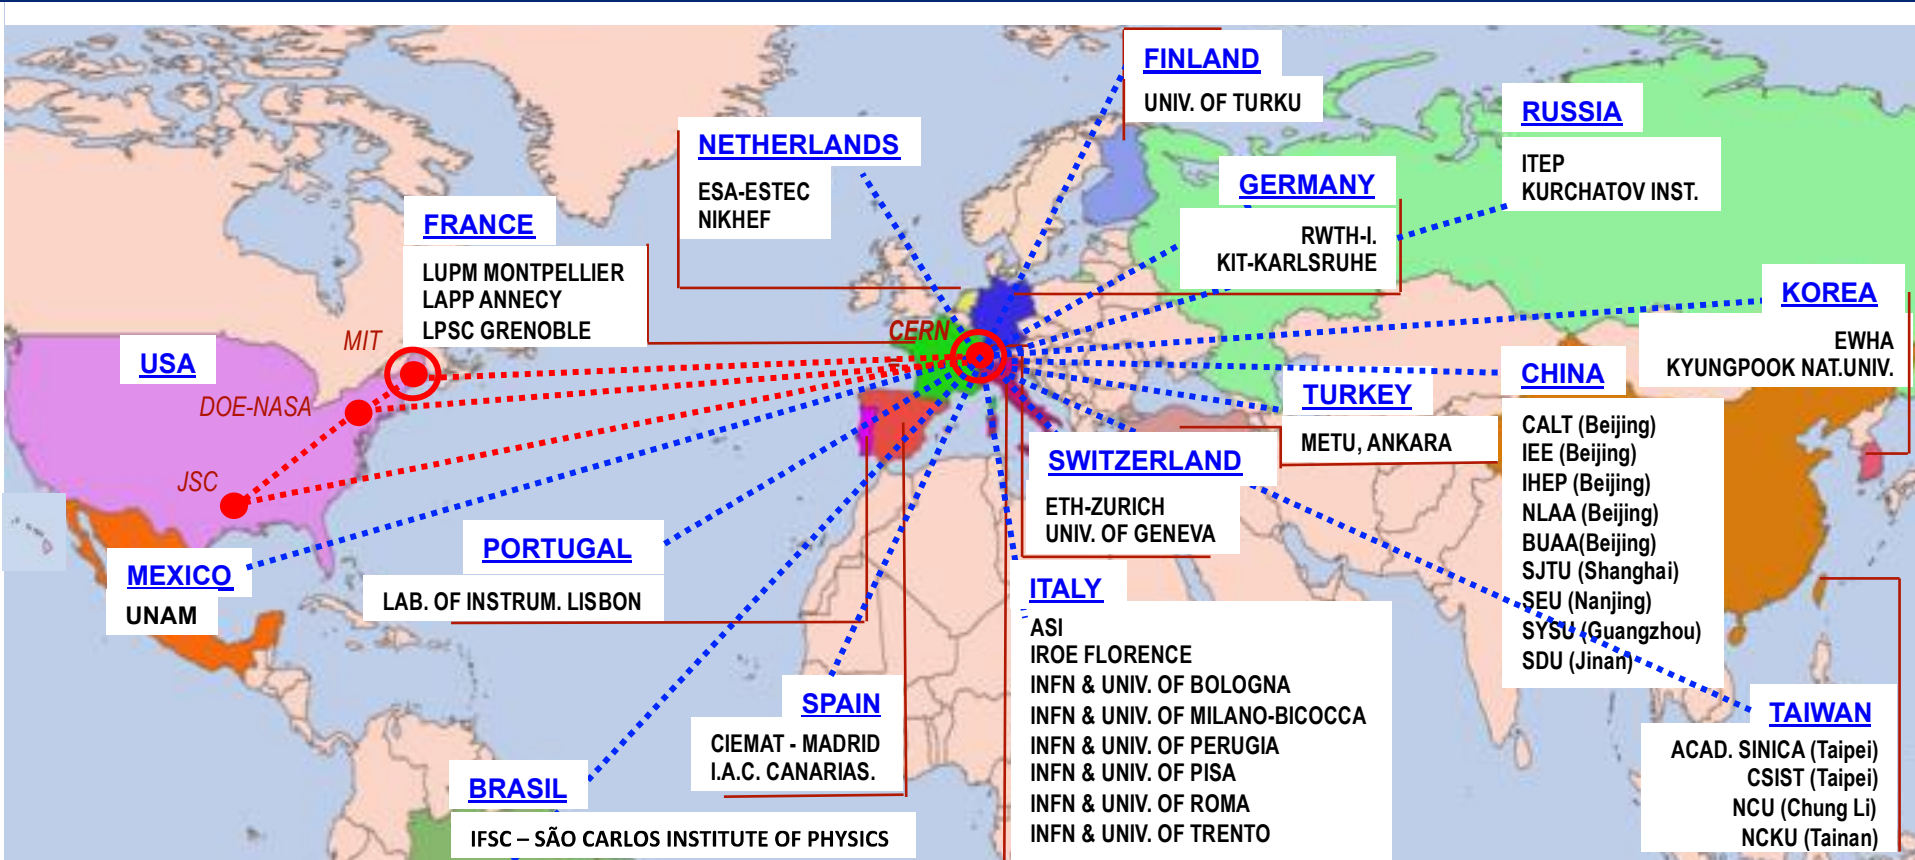 FINLAND
UNIV. OF TURKU
RUSSIA
ITEP
KURCHATOV INST.
NETHERLANDS
ESA-ESTEC
NIKHEF
GERMANY
RWTH-I.
KIT-KARLSRUHE
FRANCE
LUPM MONTPELLIER
LAPP ANNECY
LPSC GRENOBLE
KOREA
EWHA
KYUNGPOOK NAT.UNIV.
USA
MIT
CERN
DOE-NASA
JSC
CHINA
CALT (Beijing)
IEE (Beijing)
IHEP (Beijing)
NLAA (Beijing)
BUAA(Beijing)
SJTU (Shanghai)
SEU (Nanjing)
SYSU (Guangzhou)
SDU (Jinan)
TURKEY
METU, ANKARA
SWITZERLAND
ETH-ZURICH
UNIV. OF GENEVA
MEXICO
UNAM
PORTUGAL
LAB. OF INSTRUM. LISBON
ITALY
ASI
IROE FLORENCE
INFN & UNIV. OF BOLOGNA
INFN & UNIV. OF MILANO-BICOCCA
INFN & UNIV. OF PERUGIA
INFN & UNIV. OF PISA
INFN & UNIV. OF ROMA
INFN & UNIV. OF TRENTO
SPAIN
CIEMAT - MADRID
I.A.C. CANARIAS.
TAIWAN
ACAD. SINICA (Taipei)
CSIST (Taipei)
NCU (Chung Li)
NCKU (Tainan)
BRASIL
IFSC – SÃO CARLOS INSTITUTE OF PHYSICS